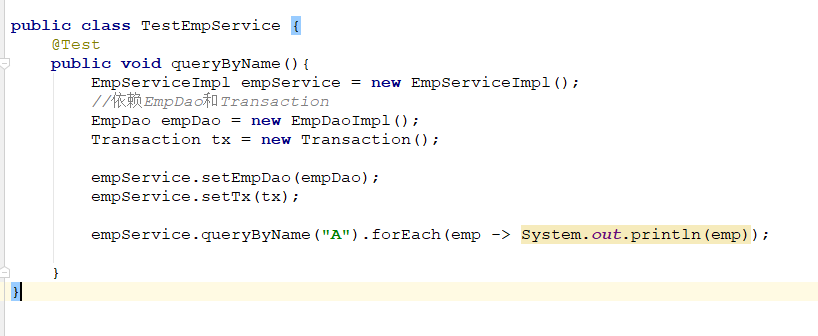 public class TestEmpService {
@Test
public void queryByName(){
EmpServiceImpl empService = new EmpServiceImpl();
//依赖EmpDao和Transaction
EmpDao empDao = new EmpDaoImpl();
Transaction tx = new Transaction();
empService.setEmpDao(empDao);
empService.setTx(tx);
empService.queryByName("A").forEach(emp -> System.out.println(emp));
}
}